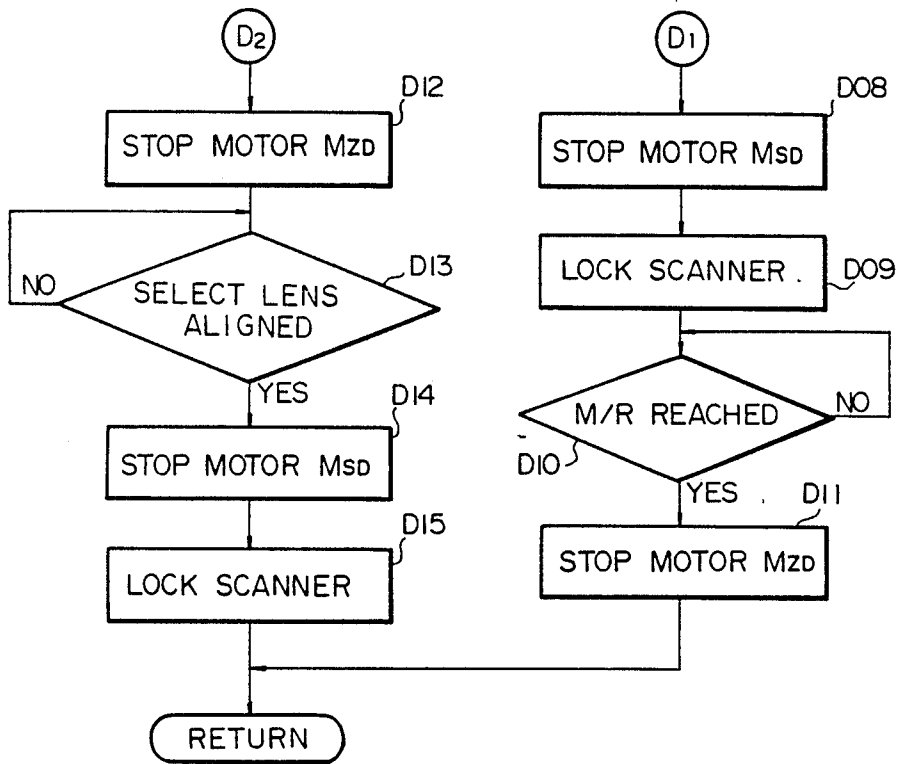 D2
D12
STOP MOTOR MZD
D13
NO
SELECT LENS
ALIGNED
YES
D14
STOP MOTOR MSD
D15
LOCK SCANNER
D1
D08
STOP MOTOR MSD
LOCK SCANNER
D09
M/R REACHED
NO
D10
YES
D11
STOP MOTOR MZD
RETURN